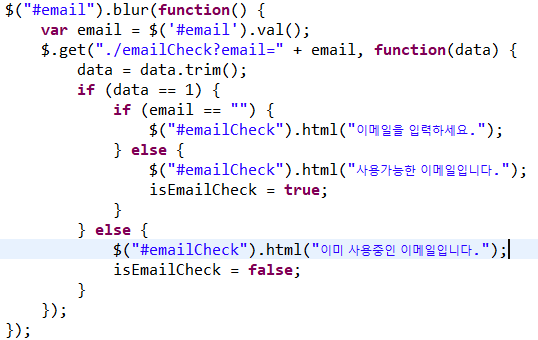 $("#email").blur(function() {
    var email = $('#email').val();
    $.get("./emailCheck?email=" + email, function(data) {
        data = data.trim();
        if (data == 1) {
            if (email == "") {
                $("#emailCheck").html("이메일을 입력하세요.");
            } else {
                $("#emailCheck").html("사용가능한 이메일입니다.");
                isEmailCheck = true;
            }
        } else {
            $("#emailCheck").html("이미 사용중인 이메일입니다.");
            isEmailCheck = false;
        }
    });
});